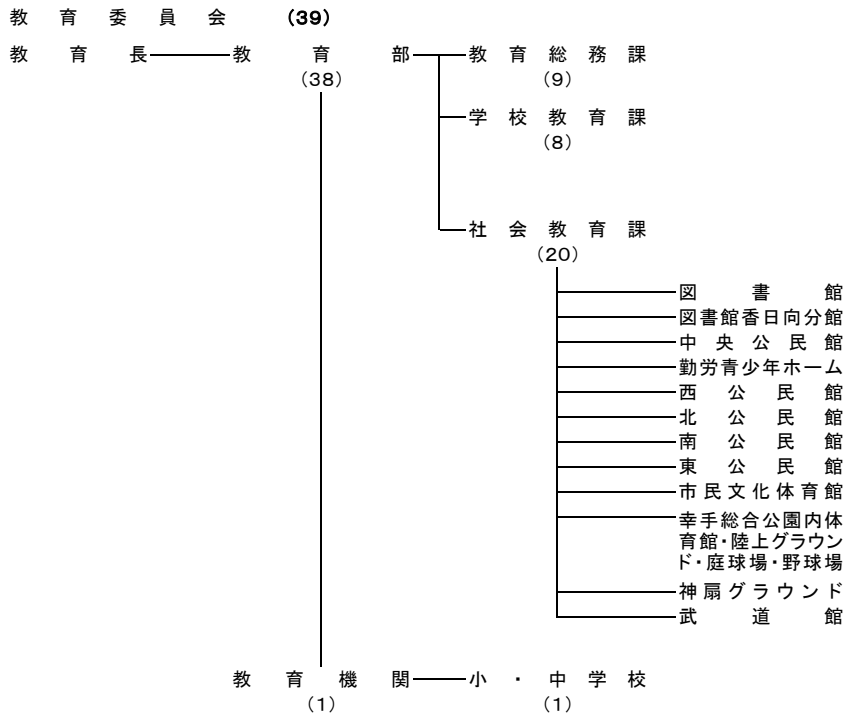 教育委員会 (39)
教育長 教育部 教育総務課
(38) (9)
学校教育課
(8)
社会教育課
(20)
図書館
図書館香日向分館
中央公民館
勤労青少年ホーム
西公民館
北公民館
南公民館
東公民館
市民文化体育館
幸手総合公園内体
育館・陸上グラウン
ド・庭球場・野球場
神扇グラウンド
武道館
教育機関 小・中学校
(1) (1)